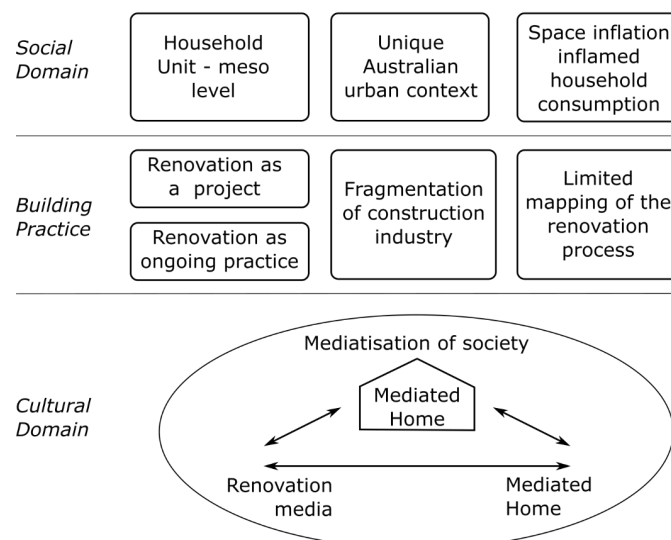 Social
Domain
Household
Unit - meso
level
Unique
Australian
urban context
Space inflation
inflamed
household
consumption
Building
Practice
Renovation as
a project
Renovation as
ongoing practice
Fragmentation
of construction
industry
Limited
mapping of the
renovation
process
Cultural
Domain
Mediatisation of society
Mediated
Home
Renovation
media
Mediated
Home